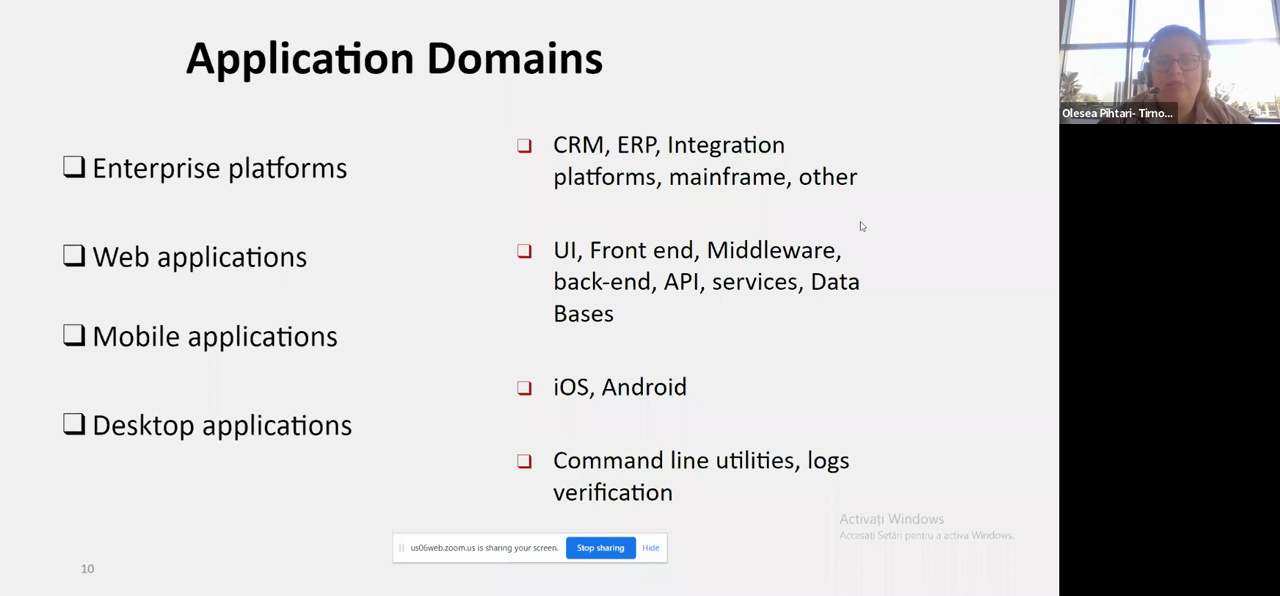 Application Domains
Enterprise platforms
Web applications
Mobile applications
Desktop applications
CRM, ERP, Integration
platforms, mainframe, other
UI, Front end, Middleware,
back-end, API, services, Data
Bases
iOS, Android
Command line utilities, logs
verification
Activați Windows
Accesați Setări pentru a activa Windows.
us06web.zoom.us is sharing your screen.
Stop sharing
Hide
10
Olesea Pihtari- Tirno...